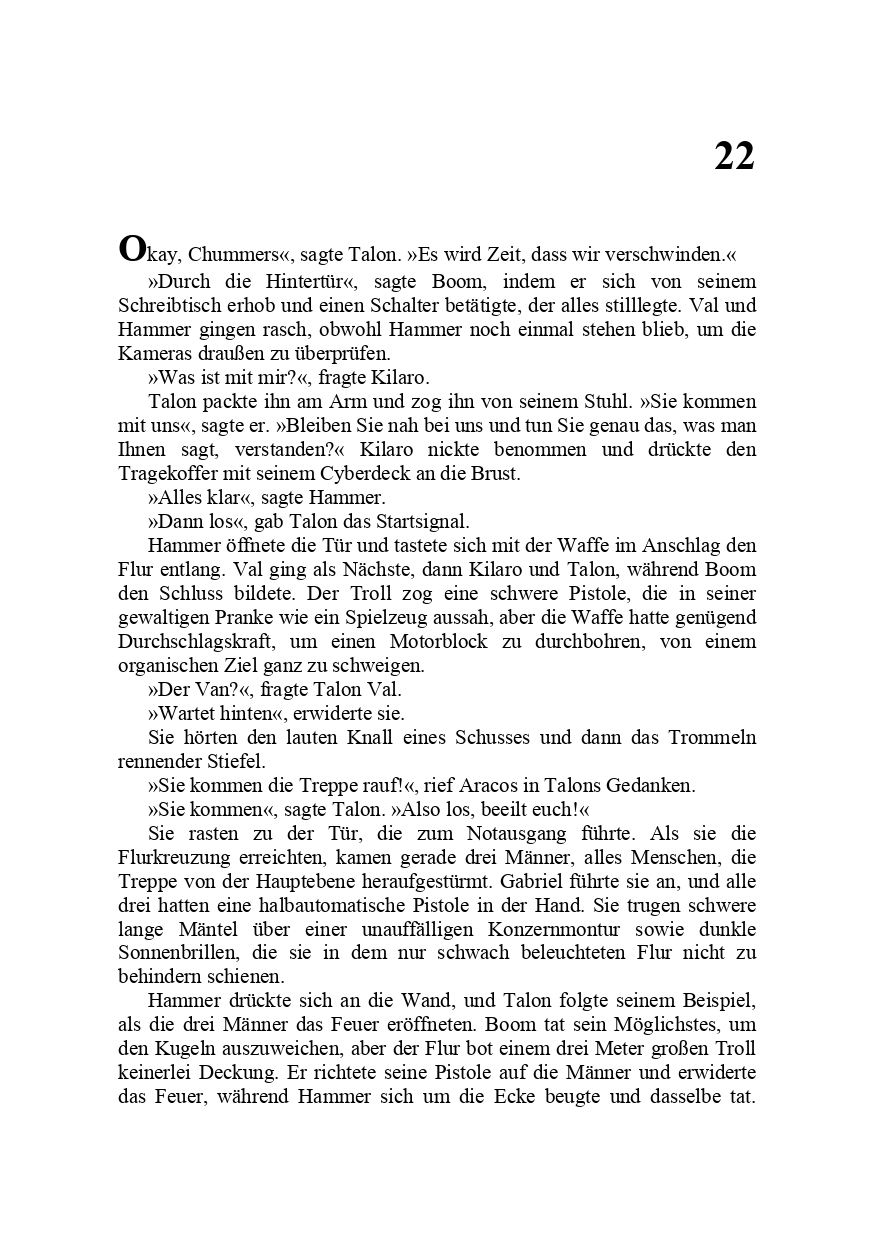 22
Okay, Chummers«, sagte Talon. »Es wird Zeit, dass wir verschwinden.«
»Durch die Hintertür«, sagte Boom, indem er sich von seinem
Schreibtisch erhob und einen Schalter betätigte, der alles stilllegte. Val und
Hammer gingen rasch, obwohl Hammer noch einmal stehen blieb, um die
Kameras draußen zu überprüfen.
»Was ist mit mir?«, fragte Kilaro.
Talon packte ihn am Arm und zog ihn von seinem Stuhl. »Sie kommen
mit uns«, sagte er. »Bleiben Sie nah bei uns und tun Sie genau das, was man
Ihnen sagt, verstanden?« Kilaro nickte benommen und drückte den
Tragekoffer mit seinem Cyberdeck an die Brust.
»Alles klar«, sagte Hammer.
»Dann los«, gab Talon das Startsignal.
Hammer öffnete die Tür und tastete sich mit der Waffe im Anschlag den
Flur entlang. Val ging als Nächste, dann Kilaro und Talon, während Boom
den Schluss bildete. Der Troll zog eine schwere Pistole, die in seiner
gewaltigen Pranke wie ein Spielzeug aussah, aber die Waffe hatte genügend
Durchschlagskraft, um einen Motorblock zu durchbohren, von einem
organischen Ziel ganz zu schweigen.
»Der Van?«, fragte Talon Val.
»Wartet hinten«, erwiderte sie.
Sie hörten den lauten Knall eines Schusses und dann das Trommeln
rennender Stiefel.
»Sie kommen die Treppe rauf!«, rief Aracos in Talons Gedanken.
»Sie kommen«, sagte Talon. »Also los, beeilt euch!«
Sie rasten zu der Tür, die zum Notausgang führte. Als sie die
Flurkreuzung erreichten, kamen gerade drei Männer, alles Menschen, die
Treppe von der Hauptebene heraufgestürmt. Gabriel führte sie an, und alle
drei hatten eine halbautomatische Pistole in der Hand. Sie trugen schwere
lange Mäntel über einer unauffälligen Konzernmontur sowie dunkle
Sonnenbrillen, die sie in dem nur schwach beleuchteten Flur nicht zu
behindern schienen.
Hammer drückte sich an die Wand, und Talon folgte seinem Beispiel,
als die drei Männer das Feuer eröffneten. Boom tat sein Möglichstes, um
den Kugeln auszuweichen, aber der Flur bot einem drei Meter großen Troll
keinerlei Deckung. Er richtete seine Pistole auf die Männer und erwiderte
das Feuer, während Hammer sich um die Ecke beugte und dasselbe tat.